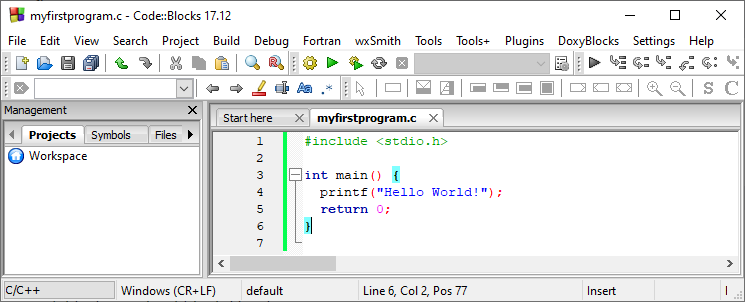 myfirstprogram.c - Code::Blocks 17.12
File Edit View Search Project Build Debug Fortran wxSmith Tools Tools+ Plugins DoxyBlocks Settings Help
Aa .* S C
Management
Projects Symbols Files
Workspace
Start here myfirstprogram.c
1 #include <stdio.h>
2
3 int main() {
4 printf("Hello World!");
5 return 0;
6 }
7
C/C++ Windows (CR+LF) default Line 6, Col 2, Pos 77 Insert